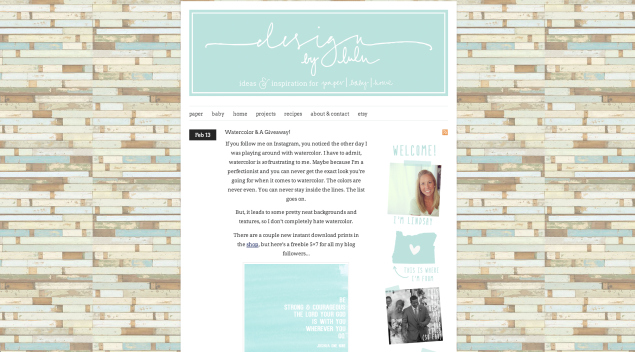 design
by lulu
ideas & inspiration for paper | baby | home
paper baby home projects recipes about & contact etsy
Feb 13
Watercolor & A Giveaway!
If you follow me on Instagram, you noticed the other day I
was playing around with watercolor. I have to admit,
watercolor is so frustrating to me. Maybe because I'm a
perfectionist and you can never get the exact look you're
going for when it comes to watercolor. The colors are
never even. You can never stay inside the lines. The list
goes on.
But, it leads to some pretty neat backgrounds and
textures, so I don't completely hate watercolor.
There are a couple new instant download prints in
the shop, but here's a freebie 5×7 for all my blog
followers...
BE
STRONG & COURAGEOUS
THE LORD YOUR GOD
IS WITH YOU
WHEREVER YOU
GO
WELCOME!
I'M LINDSAY
THIS IS WHERE
I'M FROM